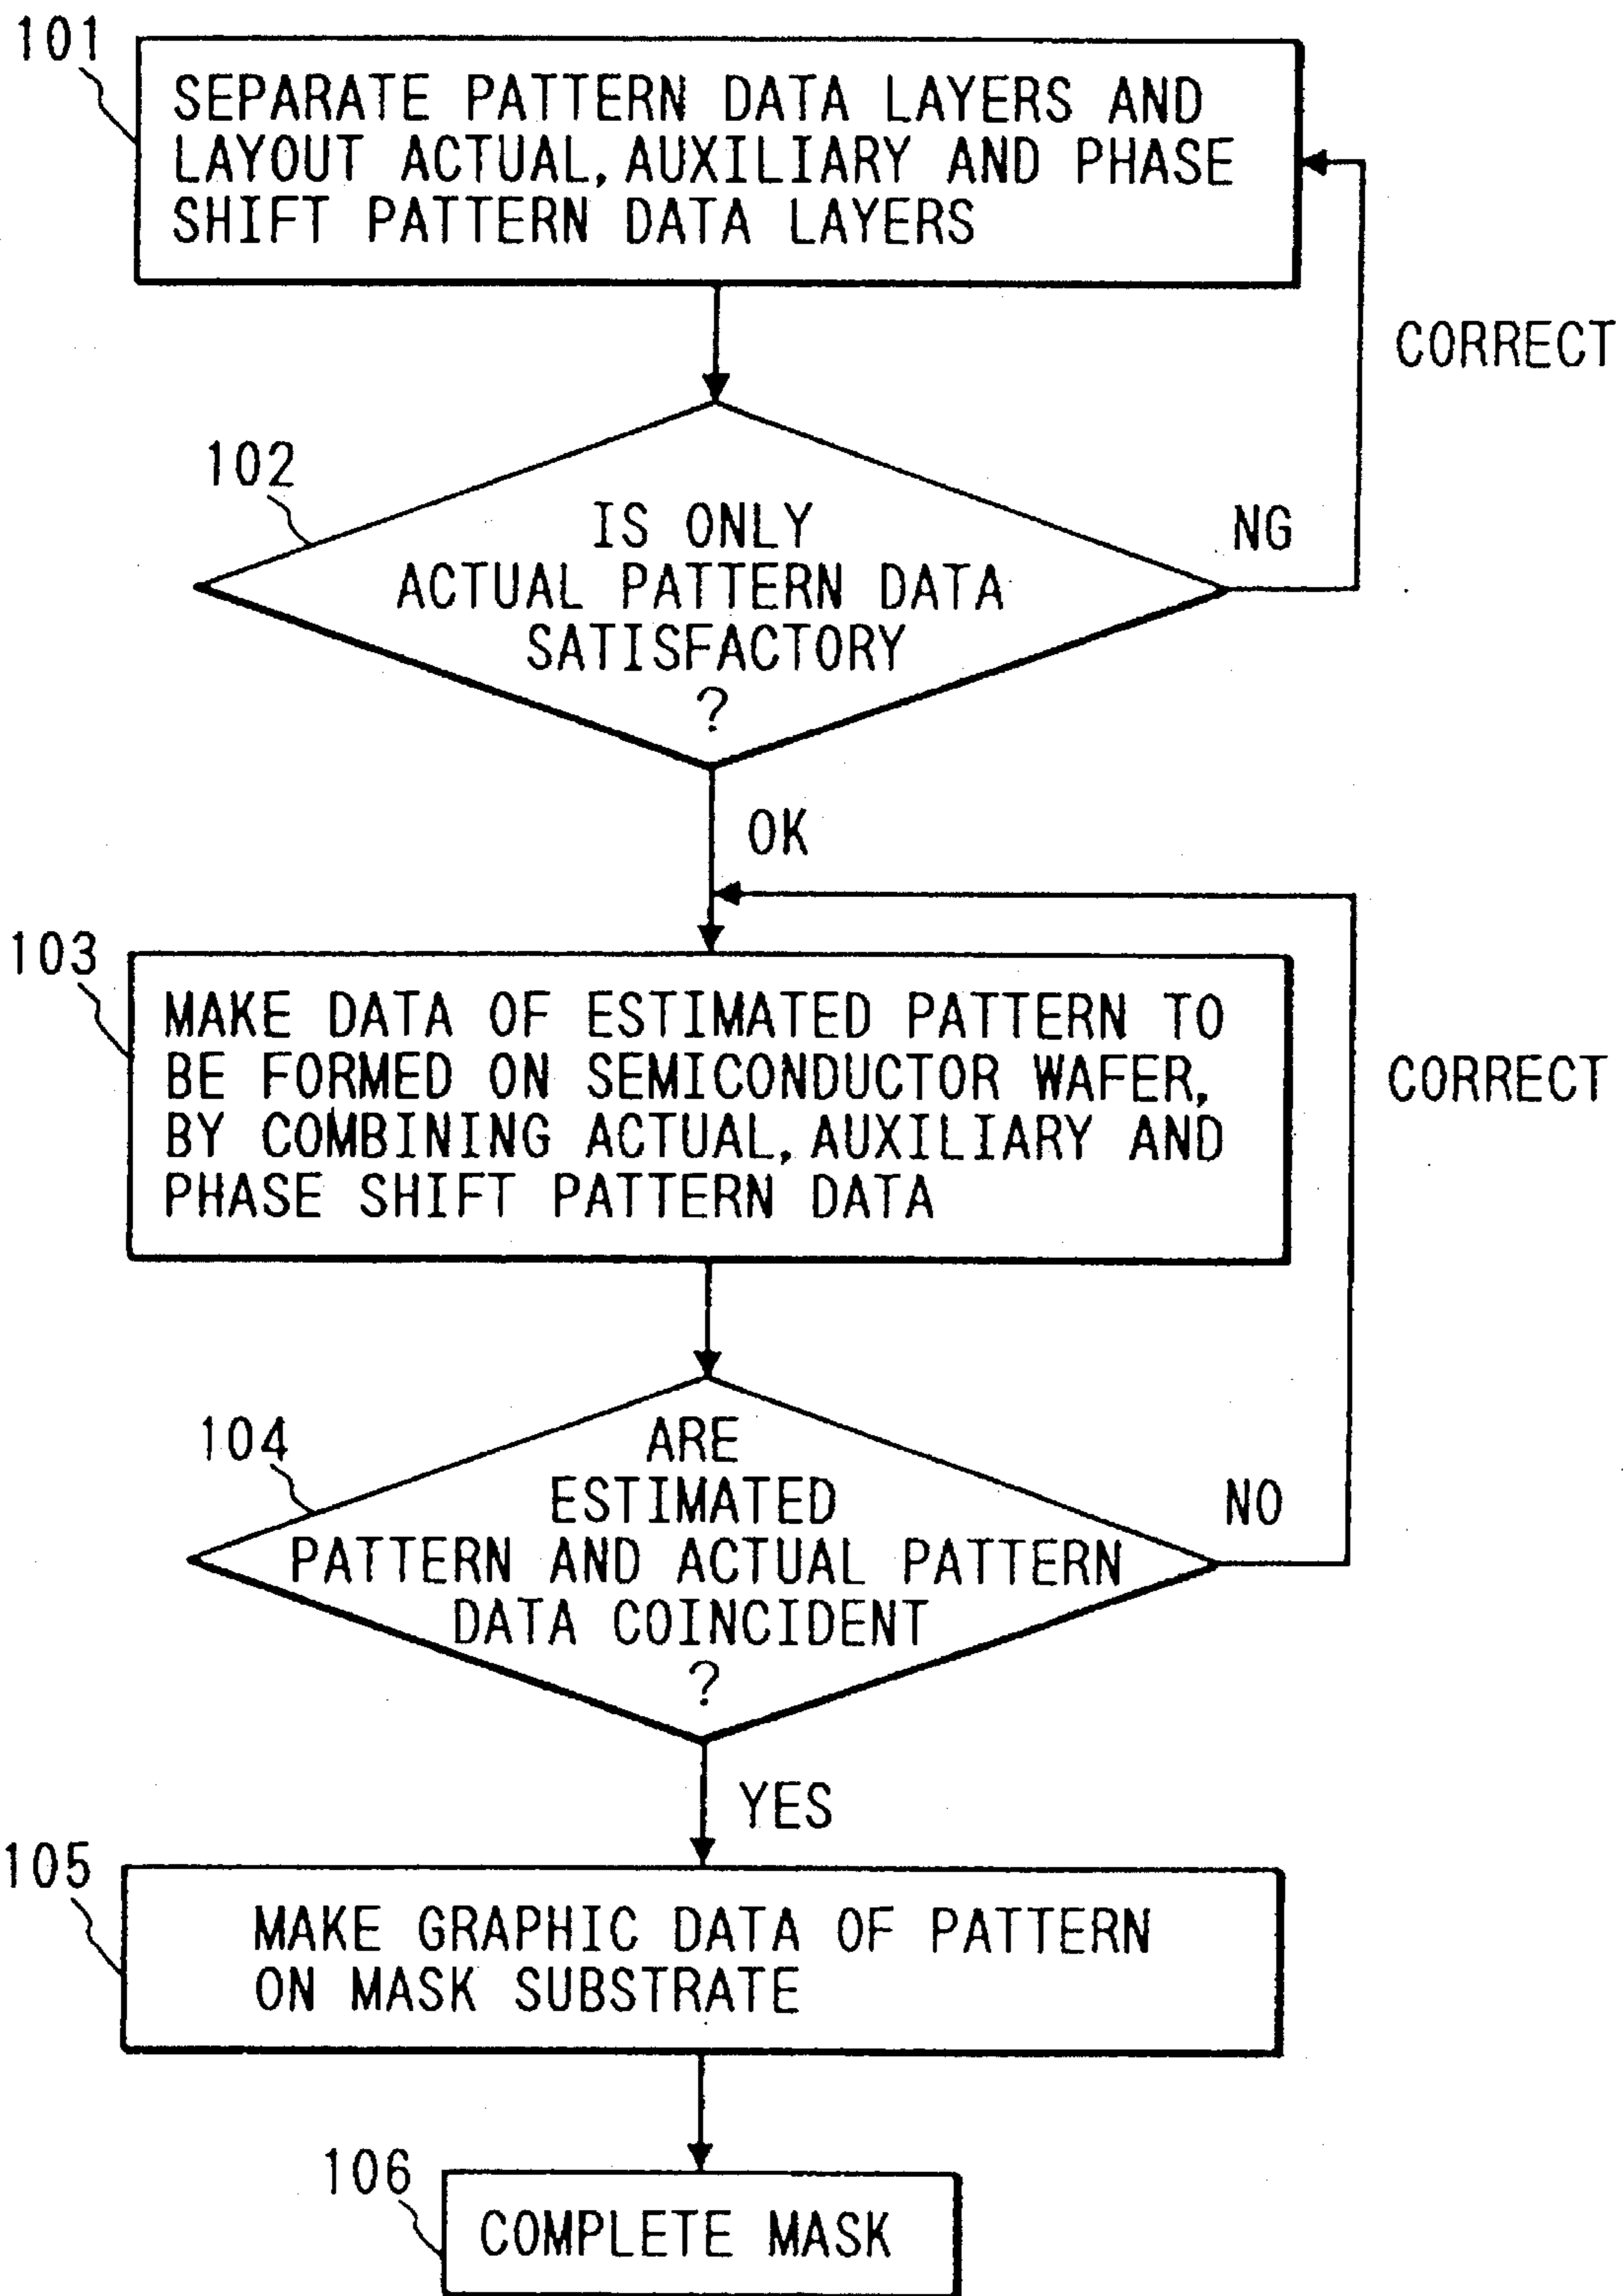 101
SEPARATE PATTERN DATA LAYERS AND
LAYOUT ACTUAL, AUXILIARY AND PHASE
SHIFT PATTERN DATA LAYERS
CORRECT
102
IS ONLY
ACTUAL PATTERN DATA
SATISFACTORY
?
NG
OK
103
MAKE DATA OF ESTIMATED PATTERN TO
BE FORMED ON SEMICONDUCTOR WAFER,
BY COMBINING ACTUAL, AUXILIARY AND
PHASE SHIFT PATTERN DATA
CORRECT
104
ARE
ESTIMATED
PATTERN AND ACTUAL PATTERN
DATA COINCIDENT
?
NO
YES
105
MAKE GRAPHIC DATA OF PATTERN
ON MASK SUBSTRATE
106
COMPLETE MASK